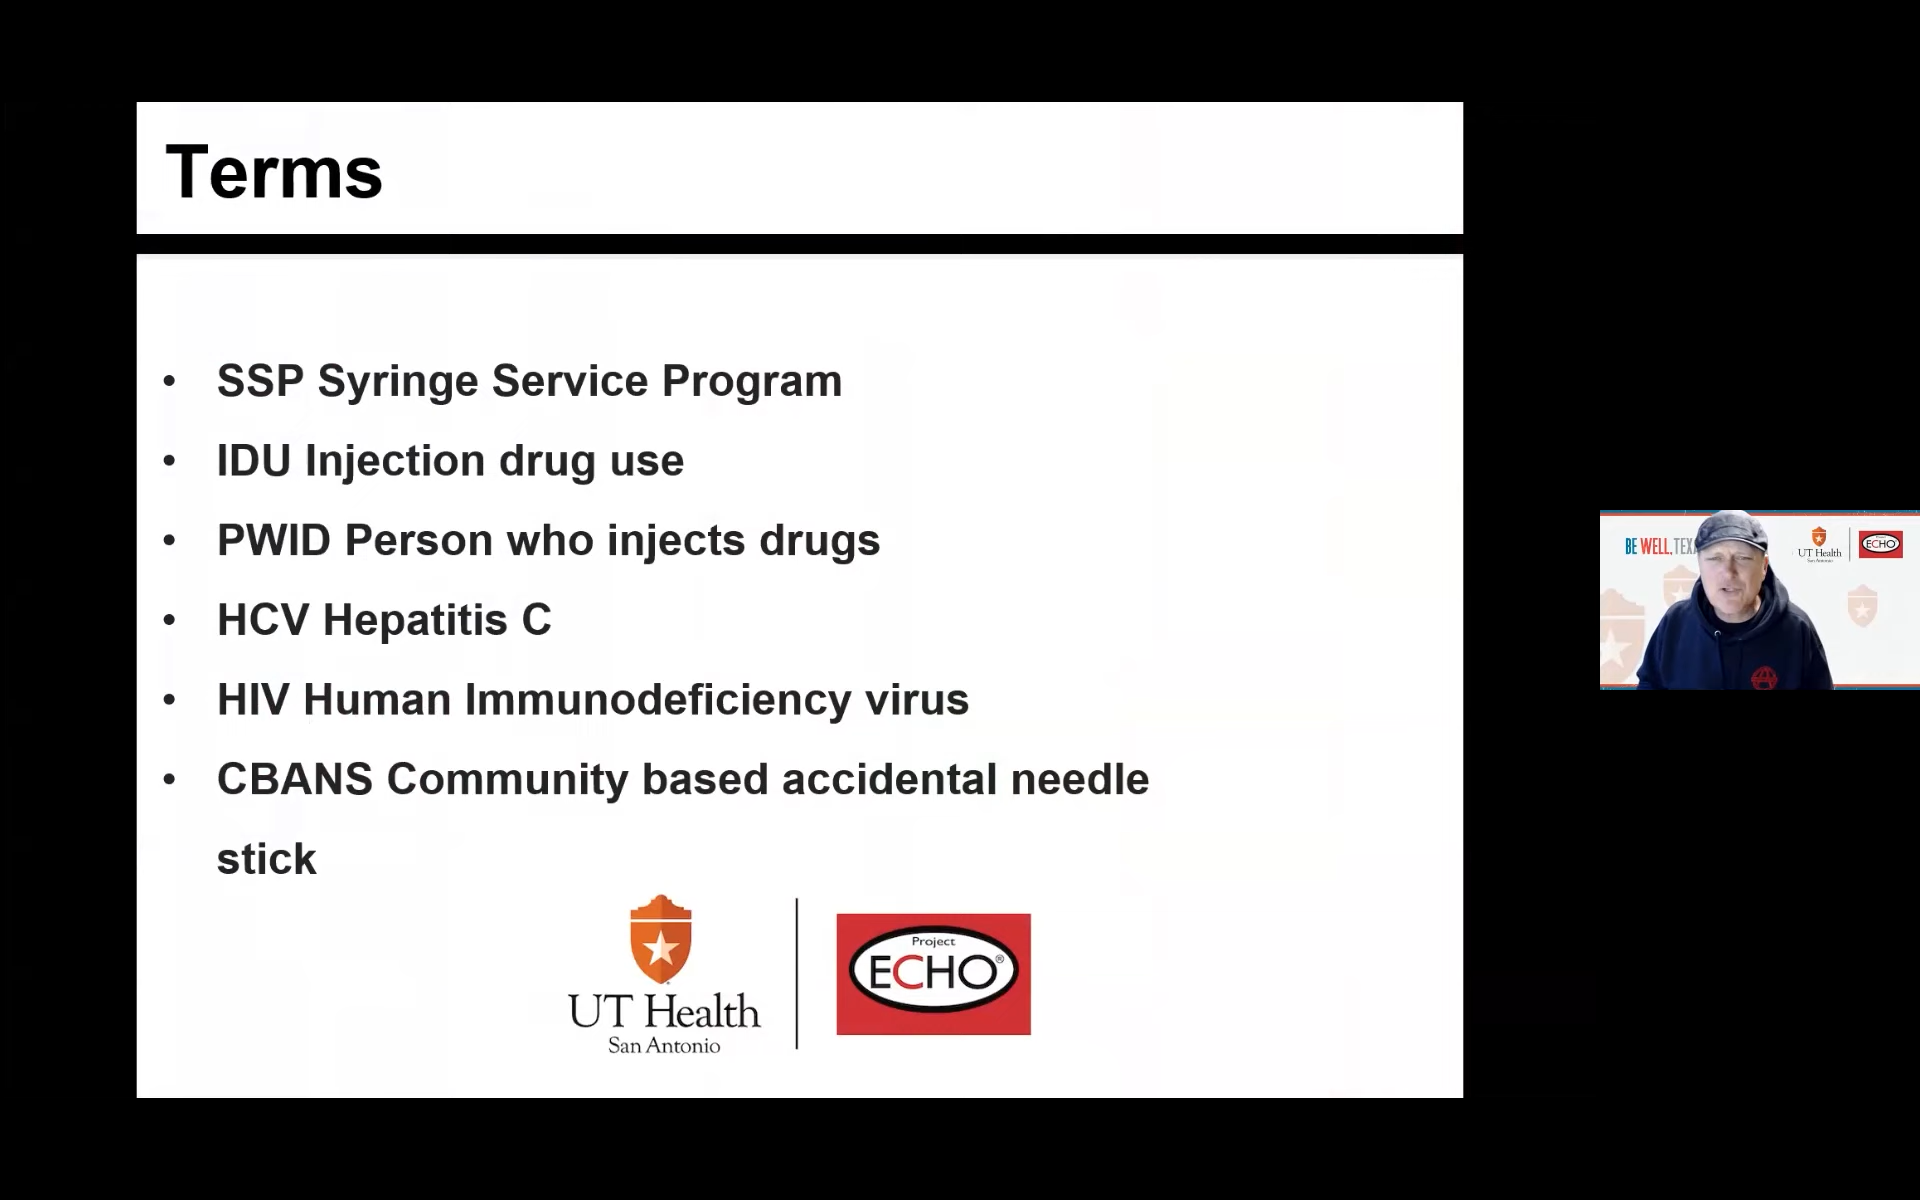 Terms
• SSP Syringe Service Program
• IDU Injection drug use
• PWID Person who injects drugs
• HCV Hepatitis C
• HIV Human Immunodeficiency virus
• CBANS Community based accidental needle
stick
UT Health
San Antonio
Project
ECHO®
BE WELL, TEX
UT Health
San Antonio
ECHO